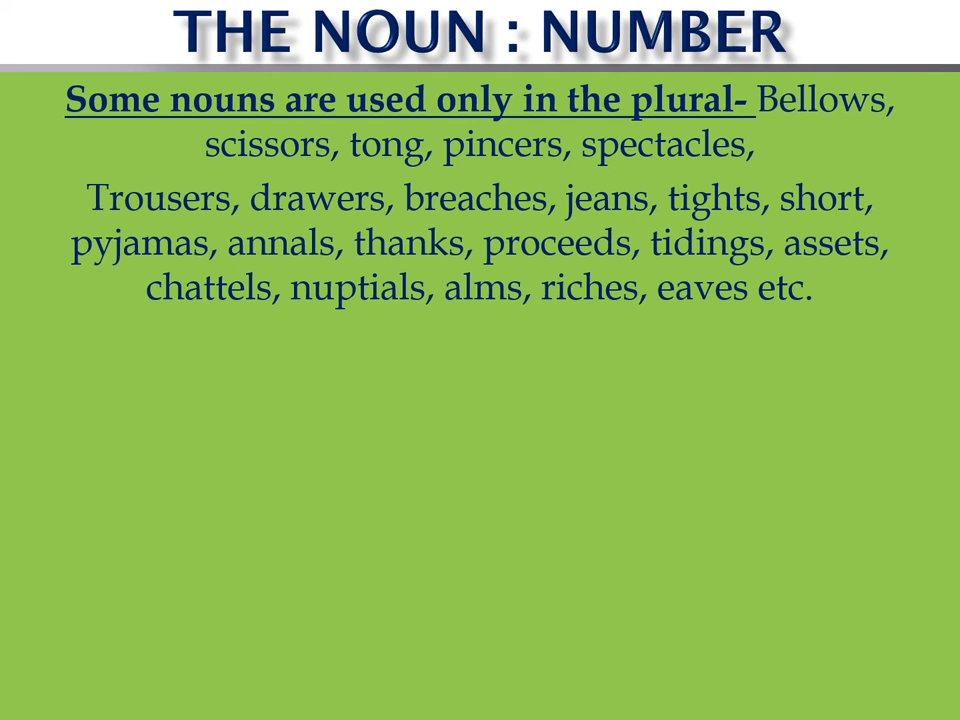 THE NOUN : NUMBER
Some nouns are used only in the plural- Bellows,
scissors, tong, pincers, spectacles,
Trousers, drawers, breaches, jeans, tights, short,
pyjamas, annals, thanks, proceeds, tidings, assets,
chattels, nuptials, alms, riches, eaves etc.